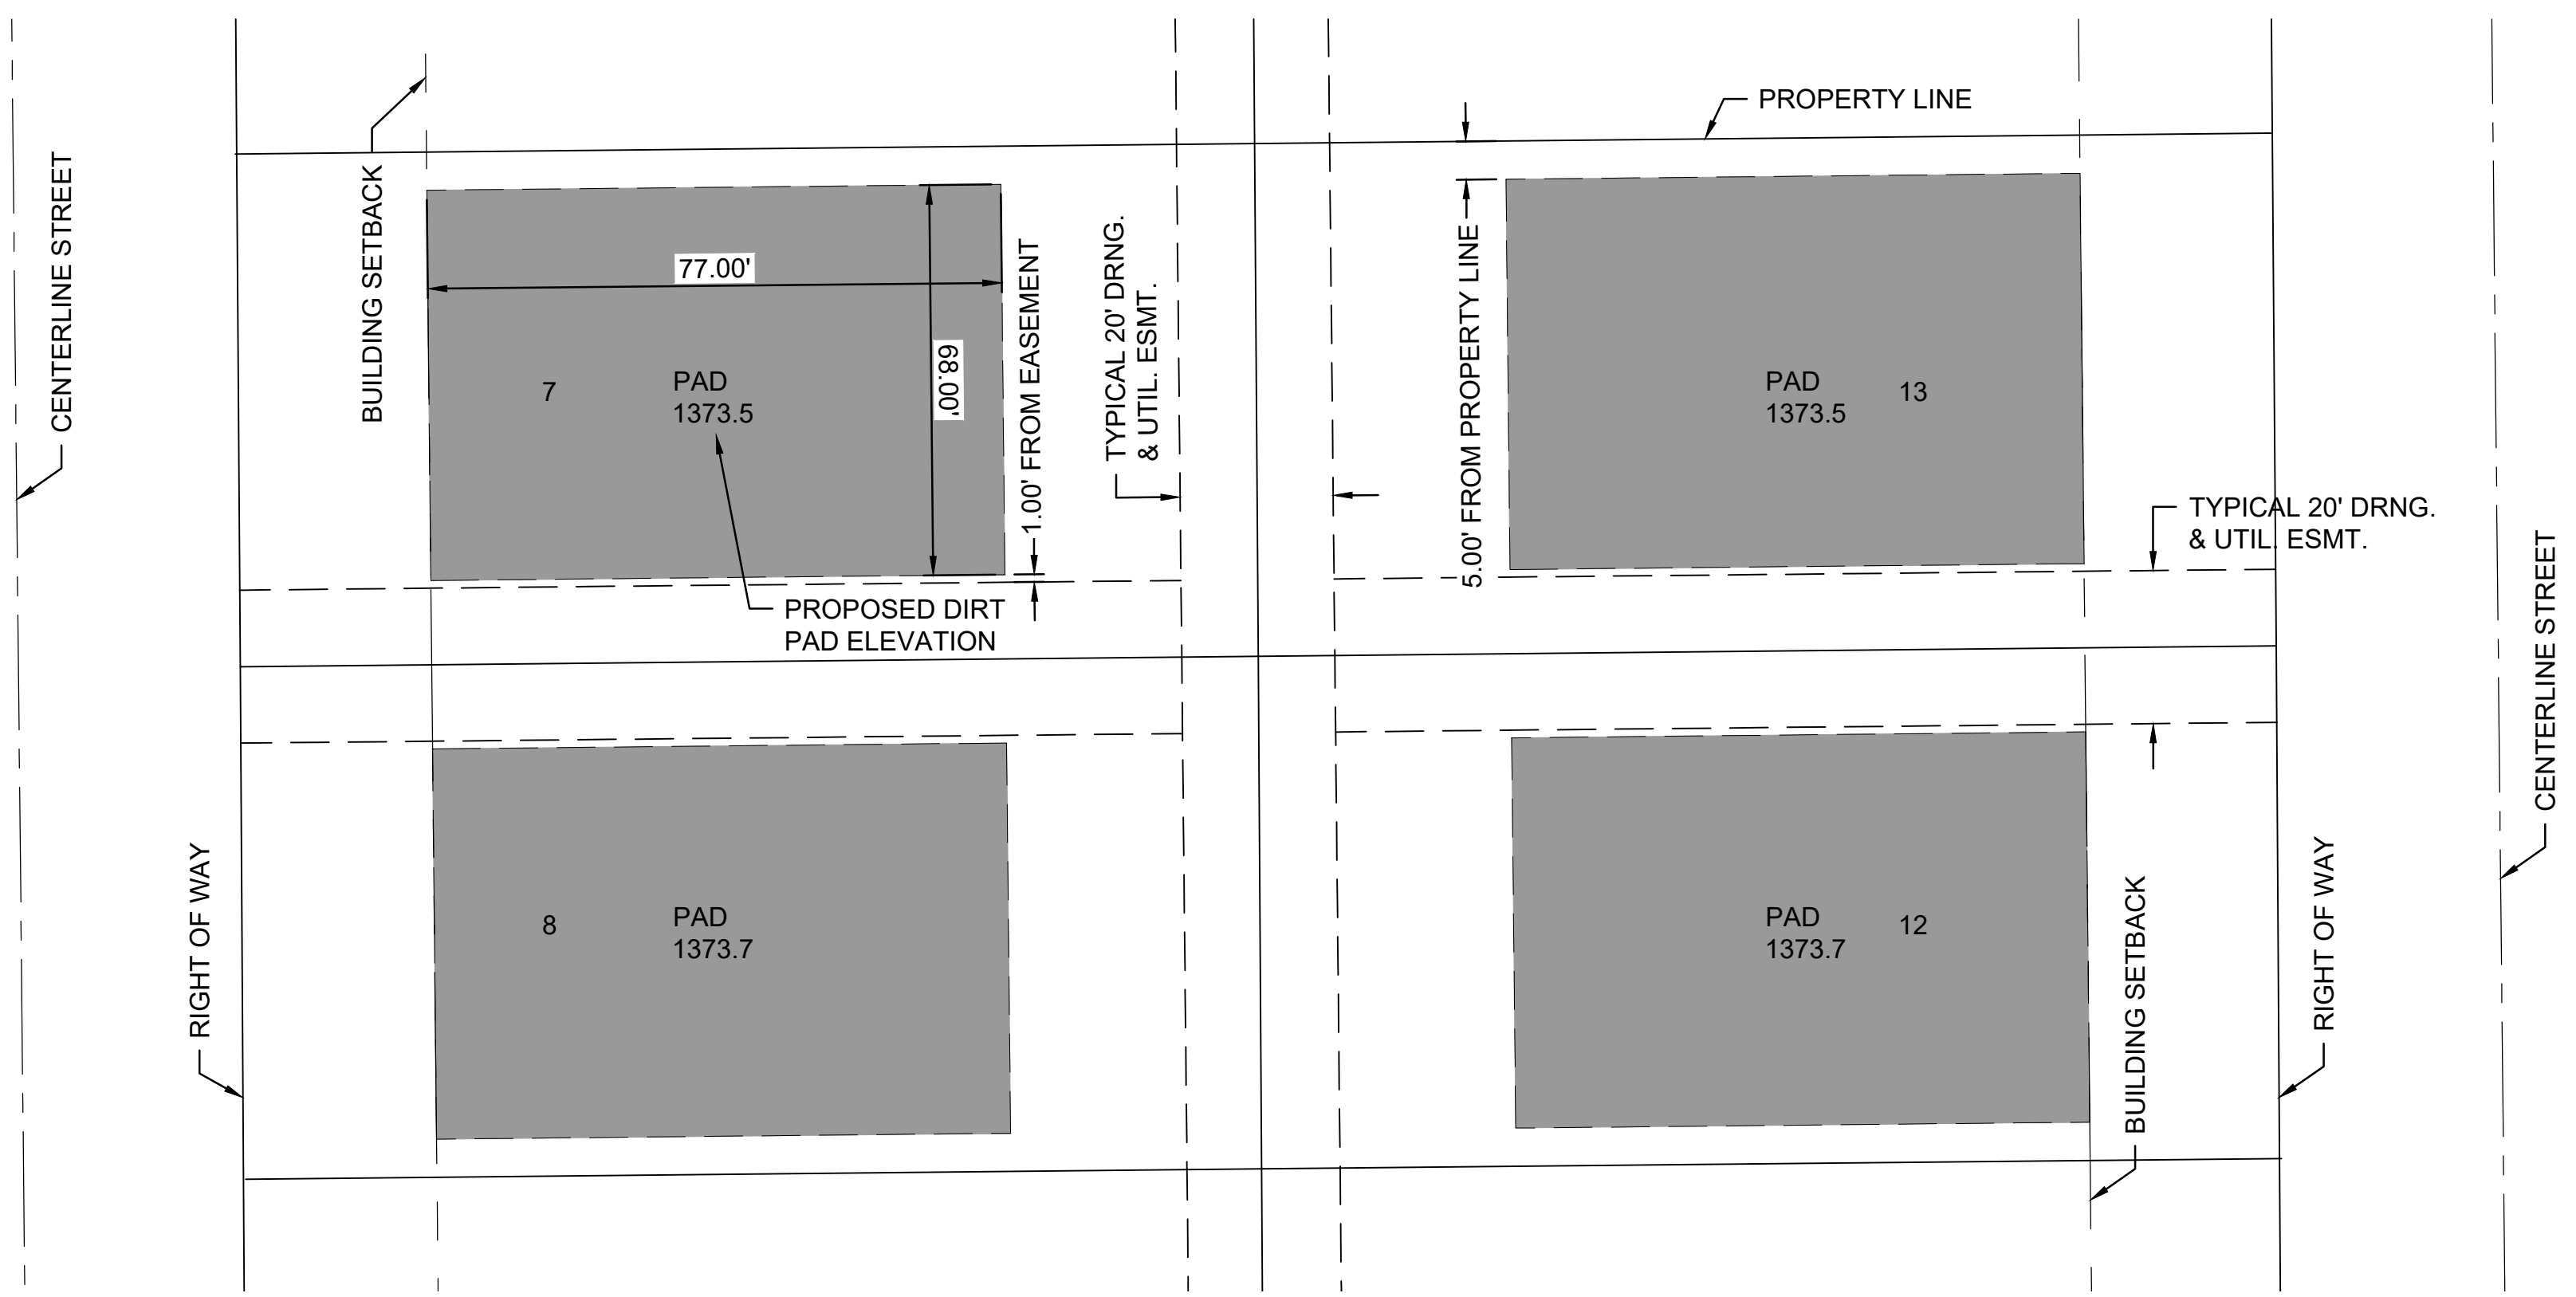 PROPERTY LINE
CENTERLINE STREET
BUILDING SETBACK
77.00'
68.00'
1.00' FROM EASEMENT
TYPICAL 20' DRNG.
& UTIL. ESMT.
5.00' FROM PROPERTY LINE
7
PAD
1373.5
PAD
1373.5
13
TYPICAL 20' DRNG.
& UTIL. ESMT.
CENTERLINE STREET
PROPOSED DIRT
PAD ELEVATION
RIGHT OF WAY
8
PAD
1373.7
PAD
1373.7
12
BUILDING SETBACK
RIGHT OF WAY